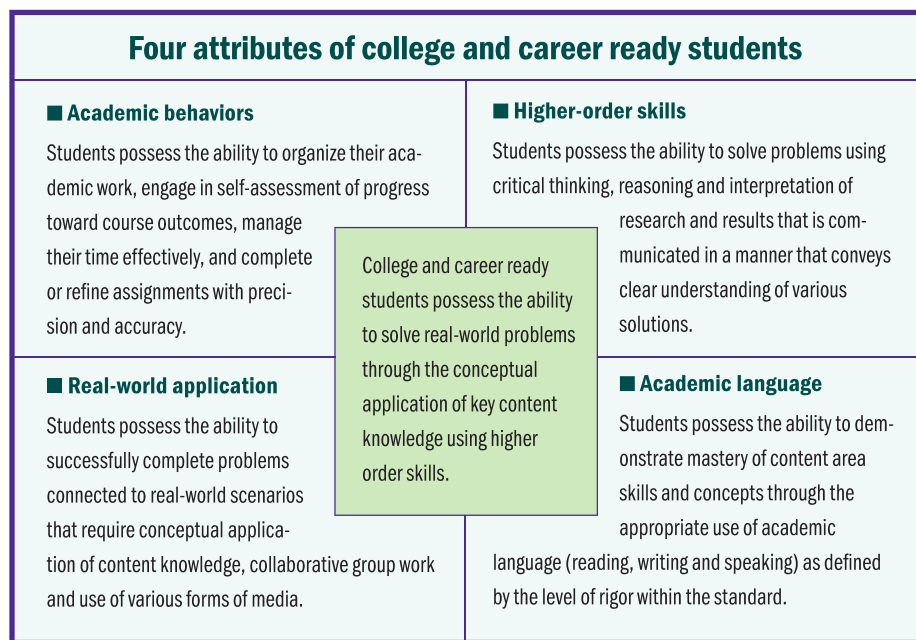 Four attributes of college and career ready students
■ Academic behaviors
Students possess the ability to organize their aca-
demic work, engage in self-assessment of progress
toward course outcomes, manage
their time effectively, and complete
or refine assignments with preci-
sion and accuracy.
■ Higher-order skills
Students possess the ability to solve problems using
critical thinking, reasoning and interpretation of
research and results that is com-
municated in a manner that conveys
clear understanding of various
solutions.
College and career ready
students possess the ability
to solve real-world problems
through the conceptual
application of key content
knowledge using higher
order skills.
■ Real-world application
Students possess the ability to
successfully complete problems
connected to real-world scenarios
that require conceptual applica-
tion of content knowledge, collaborative group work
and use of various forms of media.
■ Academic language
Students possess the ability to dem-
onstrate mastery of content area
skills and concepts through the
appropriate use of academic
language (reading, writing and speaking) as defined
by the level of rigor within the standard.